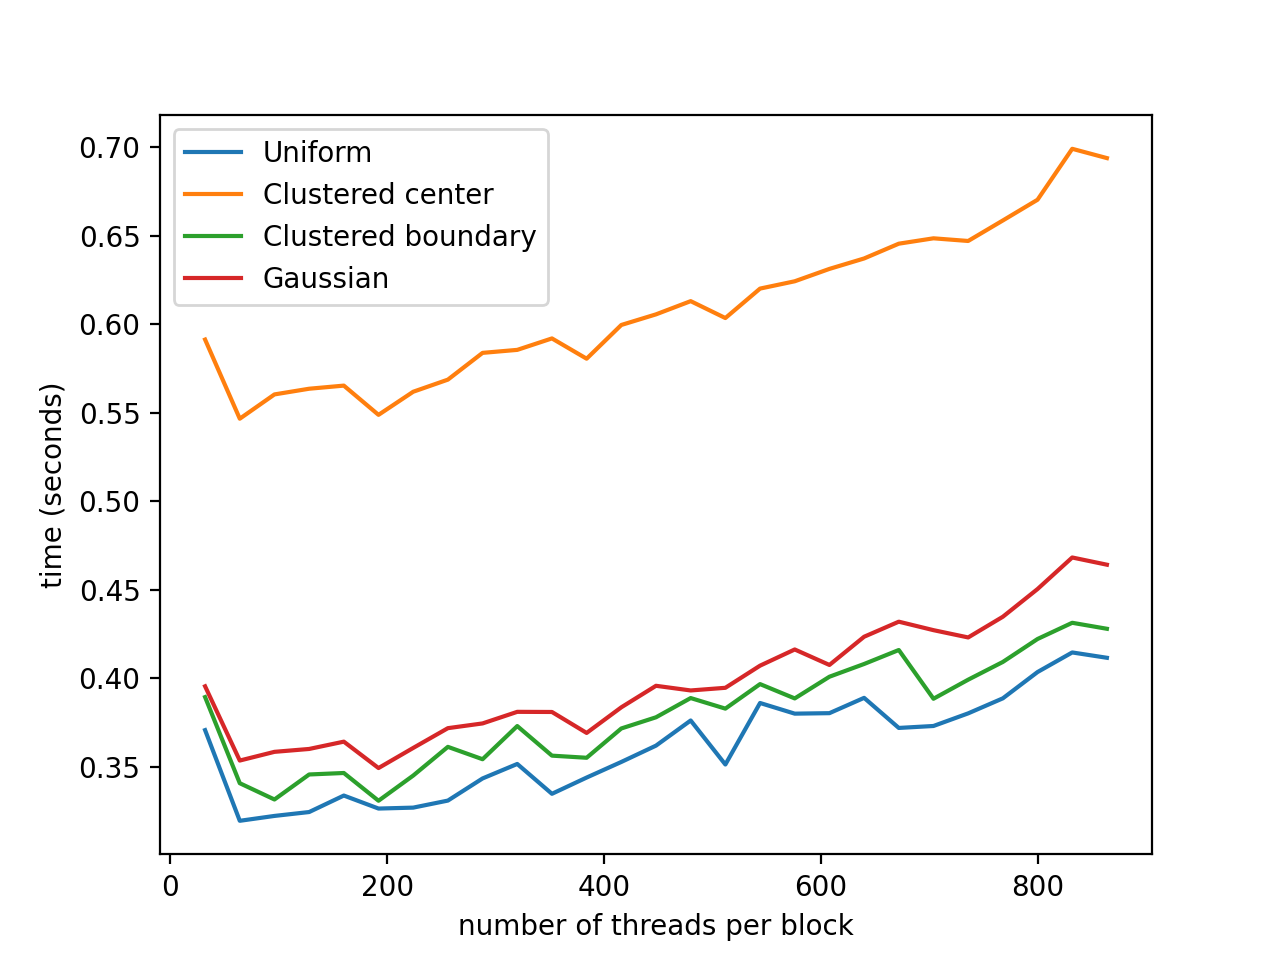 Uniform
Clustered center
Clustered boundary
Gaussian
0.70
0.65
0.60
0.55
0.50
0.45
0.40
0.35
time (seconds)
0 200 400 600 800
number of threads per block